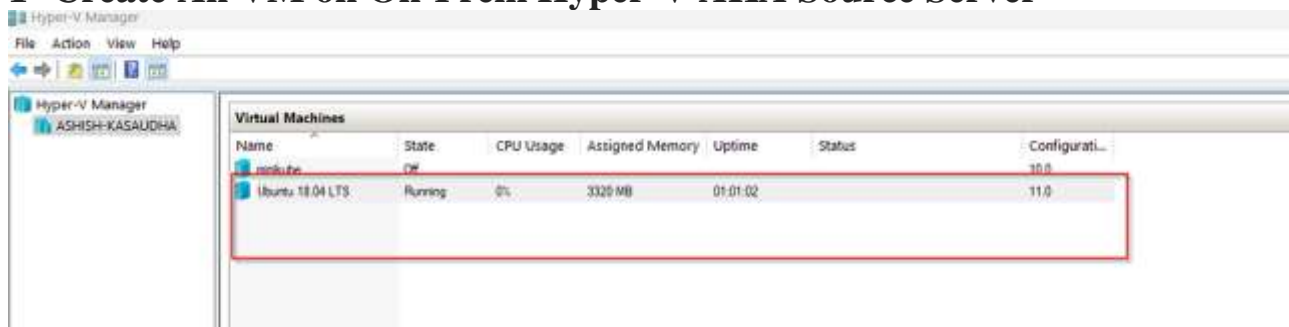 1 Create An VM on On-Prem Hyper-V AKA Source Server
Hyper-V Manager
File Action View Help
Hyper-V Manager
ASHISH-KASAUDHA
Virtual Machines
Name State CPU Usage Assigned Memory Uptime Status Configurati...
minikube Off 10.0
Ubuntu 18.04 LTS Running 0% 3320 MB 01:01:02 11.0